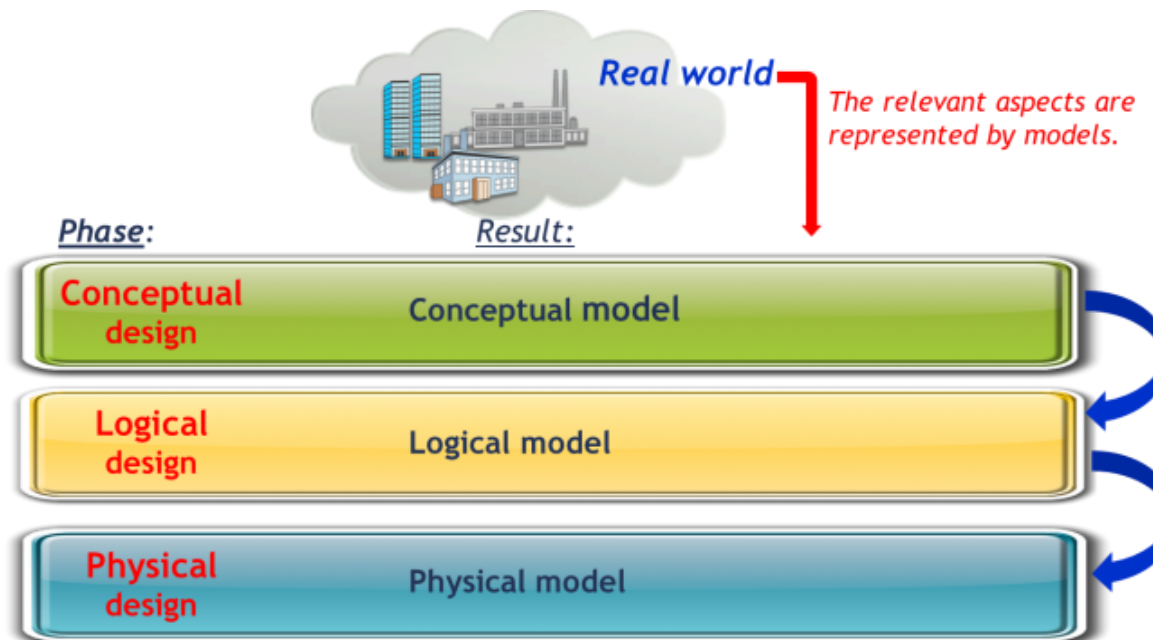 Real world
The relevant aspects are
represented by models.
Phase:
Result:
Conceptual
design
Conceptual model
Logical
design
Logical model
Physical
design
Physical model